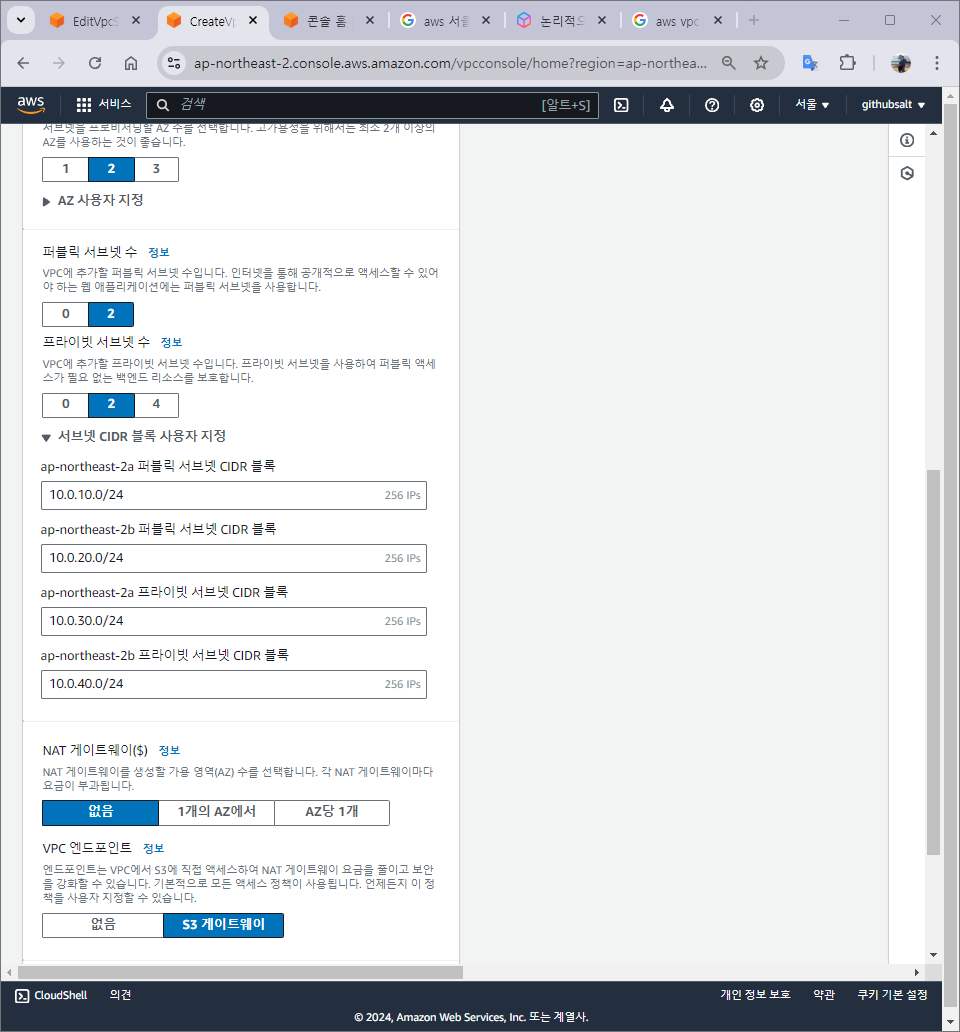 EditVpcS
CreateVp
콘솔 홈
aws 서울
논리적으
aws vpc
ap-northeast-2.console.aws.amazon.com/vpcconsole/home?region=ap-northea...
aws
서비스
검색
[알트+S]
서울
githubsalt
서브넷을 프로비저닝할 AZ 수를 선택합니다. 고가용성을 위해서는 최소 2개 이상의
AZ를 사용하는 것이 좋습니다.
1 2 3
AZ 사용자 지정
퍼블릭 서브넷 수 정보
VPC에 추가할 퍼블릭 서브넷 수입니다. 인터넷을 통해 공개적으로 액세스할 수 있어
야 하는 웹 애플리케이션에는 퍼블릭 서브넷을 사용합니다.
0 2
프라이빗 서브넷 수 정보
VPC에 추가할 프라이빗 서브넷 수입니다. 프라이빗 서브넷을 사용하여 퍼블릭 액세
스가 필요 없는 백엔드 리소스를 보호합니다.
0 2 4
서브넷 CIDR 블록 사용자 지정
ap-northeast-2a 퍼블릭 서브넷 CIDR 블록
10.0.10.0/24 256 IPs
ap-northeast-2b 퍼블릭 서브넷 CIDR 블록
10.0.20.0/24 256 IPs
ap-northeast-2a 프라이빗 서브넷 CIDR 블록
10.0.30.0/24 256 IPs
ap-northeast-2b 프라이빗 서브넷 CIDR 블록
10.0.40.0/24 256 IPs
NAT 게이트웨이($) 정보
NAT 게이트웨이를 생성할 가용 영역(AZ) 수를 선택합니다. 각 NAT 게이트웨이마다
요금이 부과됩니다.
없음 1개의 AZ에서 AZ당 1개
VPC 엔드포인트 정보
엔드포인트는 VPC에서 S3에 직접 액세스하여 NAT 게이트웨이 요금을 줄이고 보안
을 강화할 수 있습니다. 기본적으로 모든 액세스 정책이 사용됩니다. 언제든지 이 정
책을 사용자 지정할 수 있습니다.
없음 S3 게이트웨이
CloudShell 의견 개인 정보 보호 약관 쿠키 기본 설정
© 2024, Amazon Web Services, Inc. 또는 계열사.